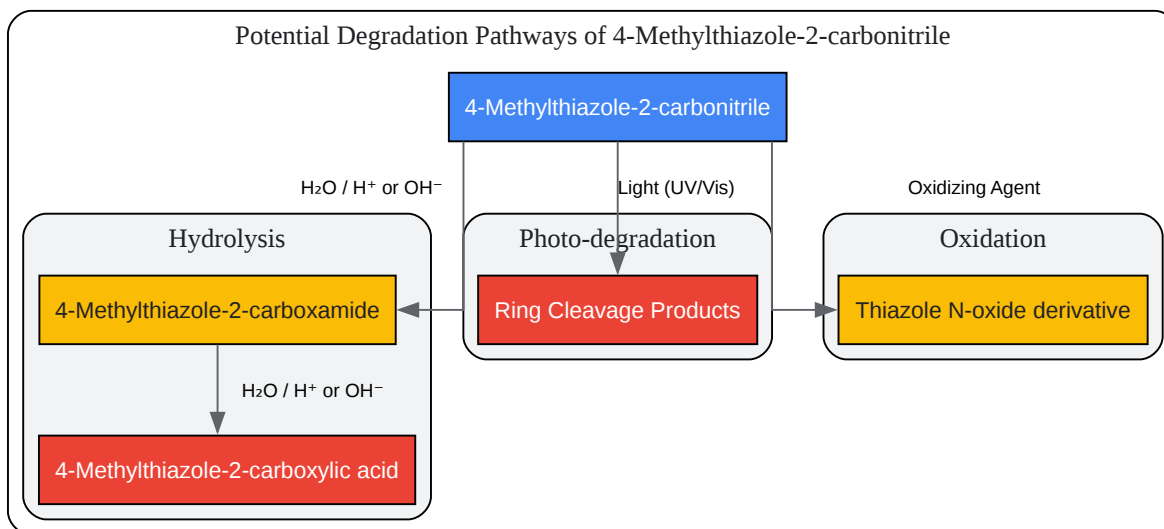 Potential Degradation Pathways of 4-Methylthiazole-2-carbonitrile
4-Methylthiazole-2-carbonitrile
H₂O / H⁺ or OH⁻
Light (UV/Vis)
Oxidizing Agent
Hydrolysis
Photo-degradation
Oxidation
4-Methylthiazole-2-carboxamide
Ring Cleavage Products
Thiazole N-oxide derivative
H₂O / H⁺ or OH⁻
4-Methylthiazole-2-carboxylic acid